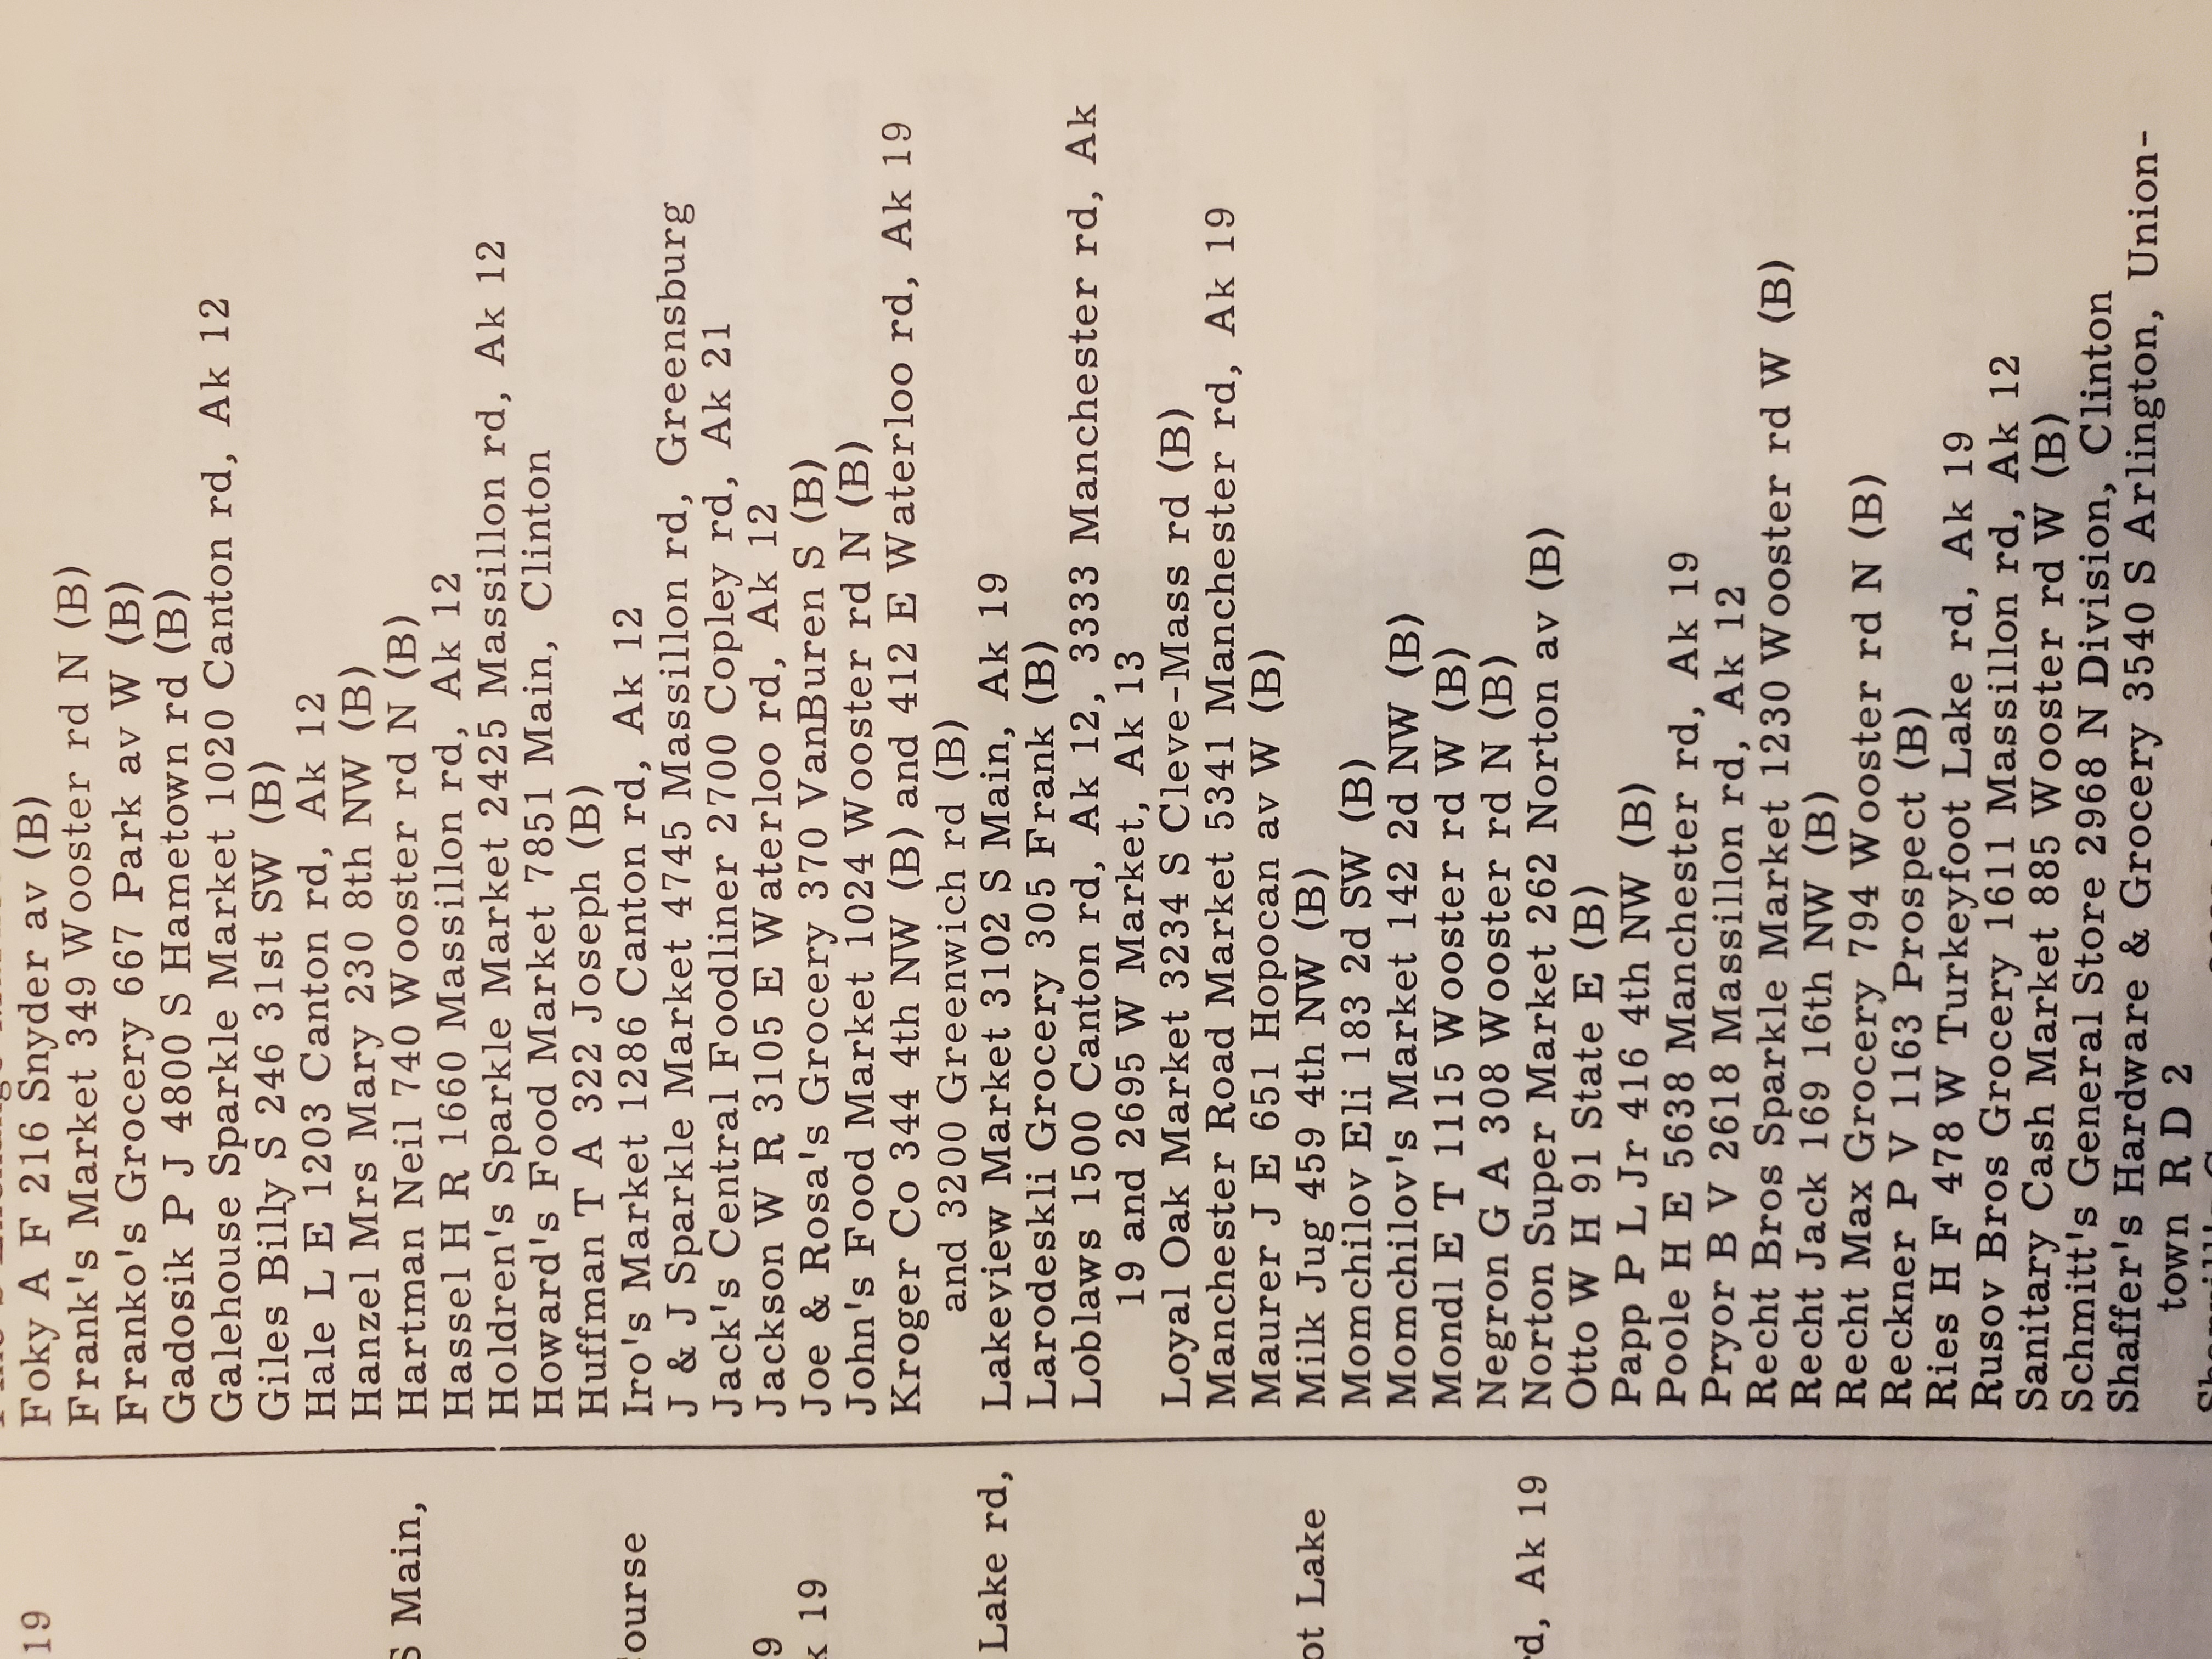 19
S Main,
ourse
9
k 19
Lake rd,
ot Lake
rd, Ak 19
Foky A F 216 Snyder av (B)
Frank's Market 349 Wooster rd N (B)
Franko's Grocery 667 Park av W (B)
Gadosik P J 4800 S Hametown rd (B)
Galehouse Sparkle Market 1020 Canton rd, Ak 12
Giles Billy S 246 31st SW (B)
Hale L E 1203 Canton rd, Ak 12
Hanzel Mrs Mary 230 8th NW (B)
Hartman Neil 740 Wooster rd N (B)
Hassel H R 1660 Massillon rd, Ak 12
Holdren's Sparkle Market 2425 Massillon rd, Ak 12
Howard's Food Market 7851 Main, Clinton
Huffman T A 322 Joseph (B)
Iro's Market 1286 Canton rd, Ak 12
J & J Sparkle Market 4745 Massillon rd, Greensburg
Jack's Central Foodliner 2700 Copley rd, Ak 21
Jackson W R 3105 E Waterloo rd, Ak 12
Joe & Rosa's Grocery 370 VanBuren S (B)
John's Food Market 1024 Wooster rd N (B)
Kroger Co 344 4th NW (B) and 412 E Waterloo rd, Ak 19
and 3200 Greenwich rd (B)
Lakeview Market 3102 S Main, Ak 19
Larodeskli Grocery 305 Frank (B)
Loblaws 1500 Canton rd, Ak 12, 3333 Manchester rd, Ak
19 and 2695 W Market, Ak 13
Loyal Oak Market 3234 S Cleve-Mass rd (B)
Manchester Road Market 5341 Manchester rd, Ak 19
Maurer J E 651 Hopocan av W (B)
Milk Jug 459 4th NW (B)
Momchilov Eli 183 2d SW (B)
Momchilov's Market 142 2d NW (B)
Mondl E T 1115 Wooster rd W (B)
Negron G A 308 Wooster rd N (B)
Norton Super Market 262 Norton av (B)
Otto W H 91 State E (B)
Papp P L Jr 416 4th NW (B)
Poole H E 5638 Manchester rd, Ak 19
Pryor B V 2618 Massillon rd, Ak 12
Recht Bros Sparkle Market 1230 Wooster rd W (B)
Recht Jack 169 16th NW (B)
Recht Max Grocery 794 Wooster rd N (B)
Reckner P V 1163 Prospect (B)
Ries H F 478 W Turkeyfoot Lake rd, Ak 19
Rusov Bros Grocery 1611 Massillon rd, Ak 12
Sanitary Cash Market 885 Wooster rd W (B)
Schmitt's General Store 2968 N Division, Clinton
Shaffer's Hardware & Grocery 3540 S Arlington, Union-
town R D 2